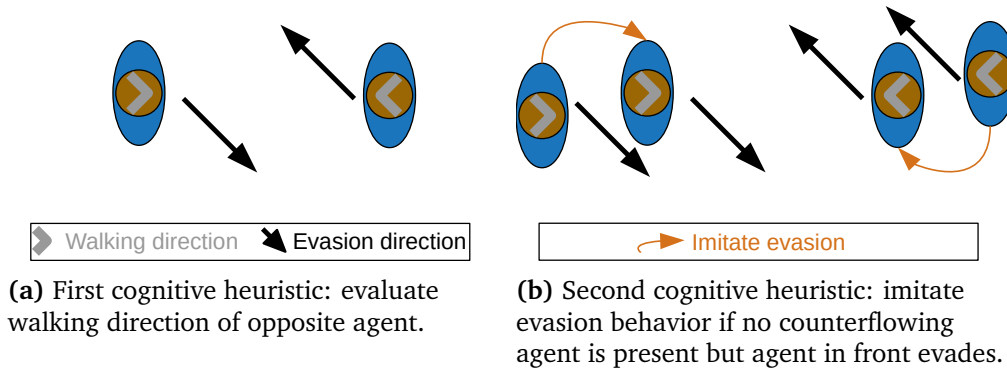 Walking direction
Evasion direction
Imitate evasion
(a) First cognitive heuristic: evaluate
walking direction of opposite agent.
(b) Second cognitive heuristic: imitate
evasion behavior if no counterflowing
agent is present but agent in front evades.